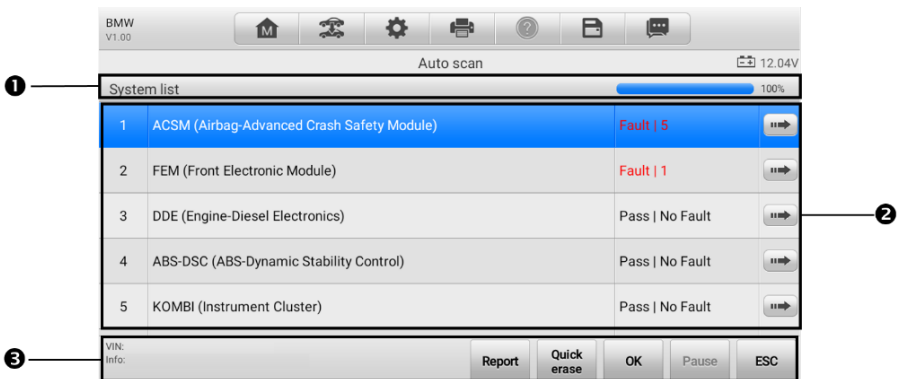 BMW
V1.00
M
?
Auto scan
12.04V
❶
System list
100%
1 ACSM (Airbag-Advanced Crash Safety Module) Fault | 5
2 FEM (Front Electronic Module) Fault | 1
3 DDE (Engine-Diesel Electronics) Pass | No Fault
❷
4 ABS-DSC (ABS-Dynamic Stability Control) Pass | No Fault
5 KOMBI (Instrument Cluster) Pass | No Fault
❸
VIN:
Info:
Report
Quick
erase
OK
Pause
ESC